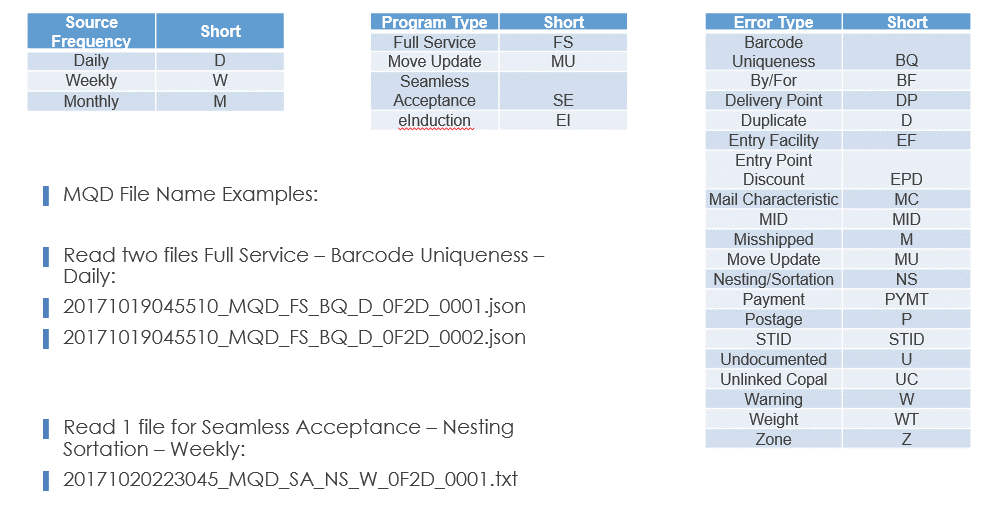 Source
Frequency Short
Daily D
Weekly W
Monthly M
Program Type Short
Full Service FS
Move Update MU
Seamless
Acceptance SE
eInduction EI
Error Type Short
Barcode
Uniqueness BQ
By/For BF
Delivery Point DP
Duplicate D
Entry Facility EF
Entry Point
Discount EPD
Mail Characteristic MC
MID MID
Misshipped M
Move Update MU
Nesting/Sortation NS
Payment PYMT
Postage P
STID STID
Undocumented U
Unlinked Copal UC
Warning W
Weight WT
Zone Z
MQD File Name Examples:
Read two files Full Service – Barcode Uniqueness –
Daily:
20171019045510_MQD_FS_BQ_D_0F2D_0001.json
20171019045510_MQD_FS_BQ_D_0F2D_0002.json
Read 1 file for Seamless Acceptance – Nesting
Sortation – Weekly:
20171020223045_MQD_SA_NS_W_0F2D_0001.txt